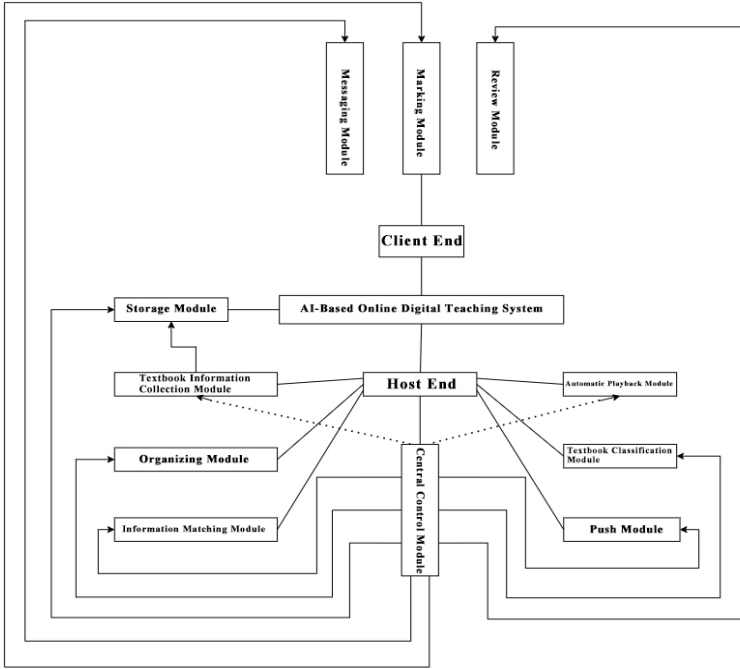 Messaging Module
Marking Module
Review Module
Client End
Storage Module
AI-Based Online Digital Teaching System
Textbook Information
Collection Module
Host End
Automatic Playback Module
Organizing Module
Central Control Module
Textbook Classification
Module
Information Matching Module
Push Module